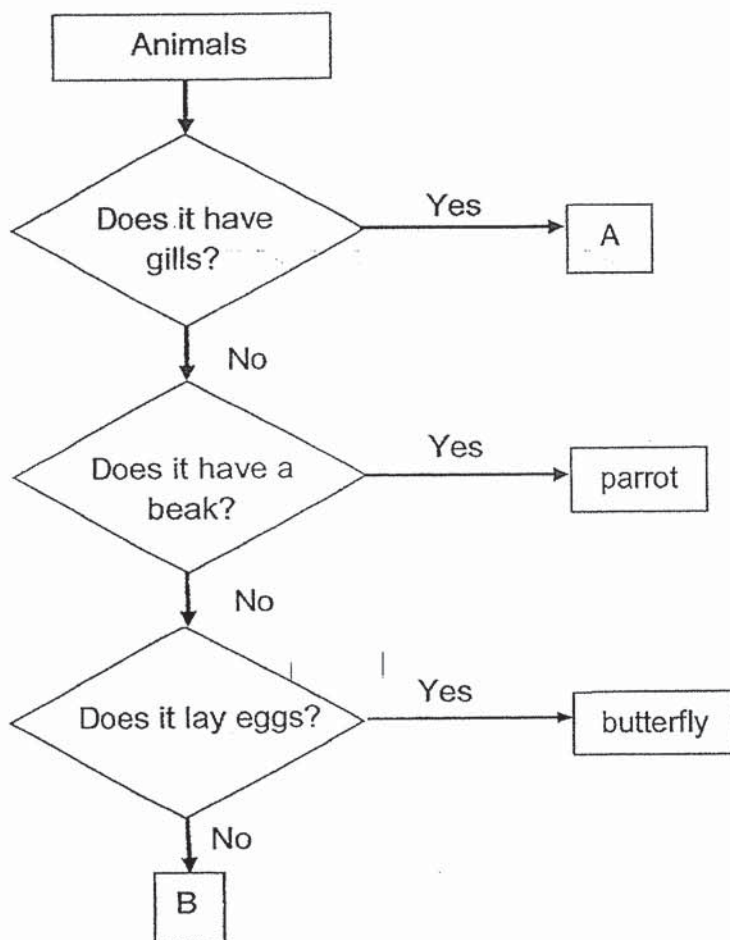 Animals
Does it have
gills?
Yes
A
No
Does it have a
beak?
Yes
parrot
No
Does it lay eggs?
Yes
butterfly
No
B